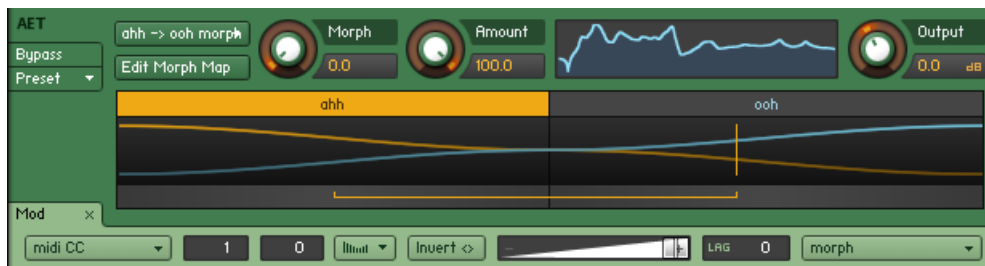 AET
Bypass
Preset
ahh -> ooh morph
Edit Morph Map
Morph
0.0
Amount
100.0
Output
0.0 dB
ahh
ooh
Mod ×
midi CC
1
0
Invert <>
LAG 0
morph